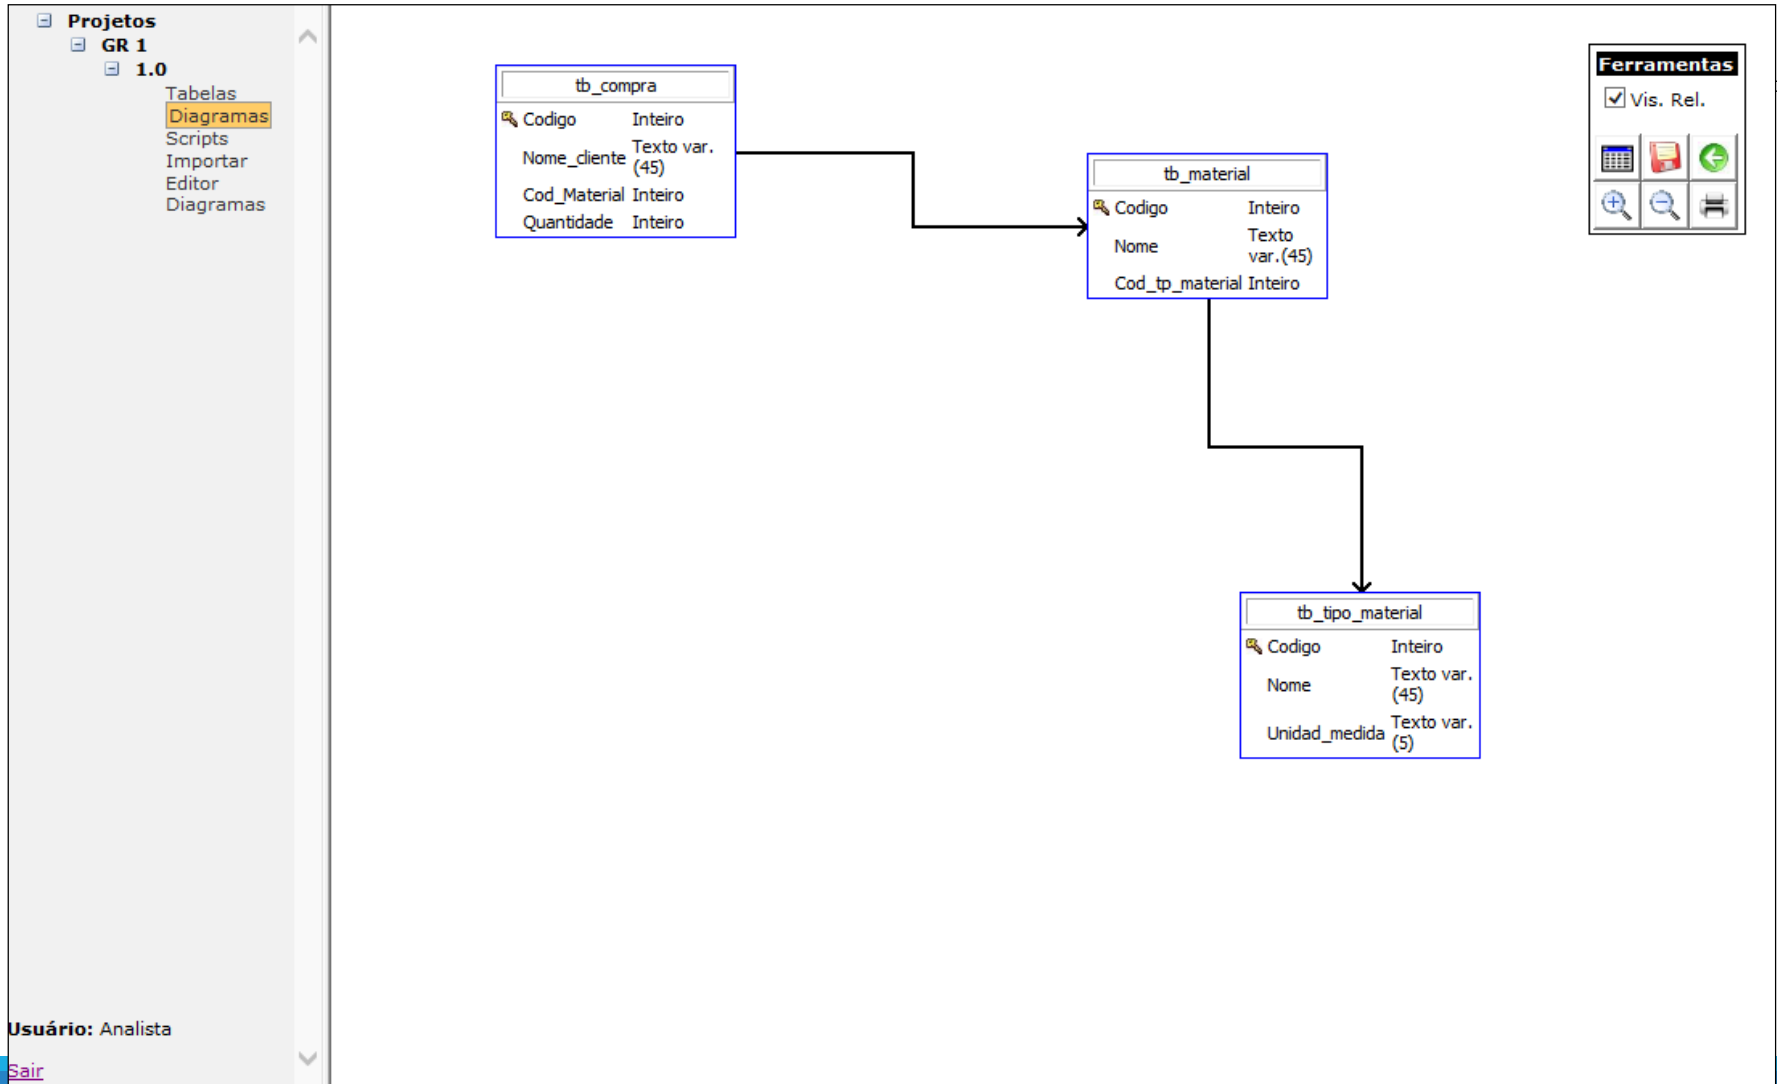 Projetos
GR 1
1.0
Tabelas
Diagramas
Scripts
Importar
Editor
Diagramas
Usuário: Analista
Sair
tb_compra
Codigo Inteiro
Nome_cliente Texto var.
(45)
Cod_Material Inteiro
Quantidade Inteiro
tb_material
Codigo Inteiro
Nome Texto
var.(45)
Cod_tp_material Inteiro
tb_tipo_material
Codigo Inteiro
Nome Texto var.
(45)
Unidad_medida Texto var.
(5)
Ferramentas
Vis. Rel.